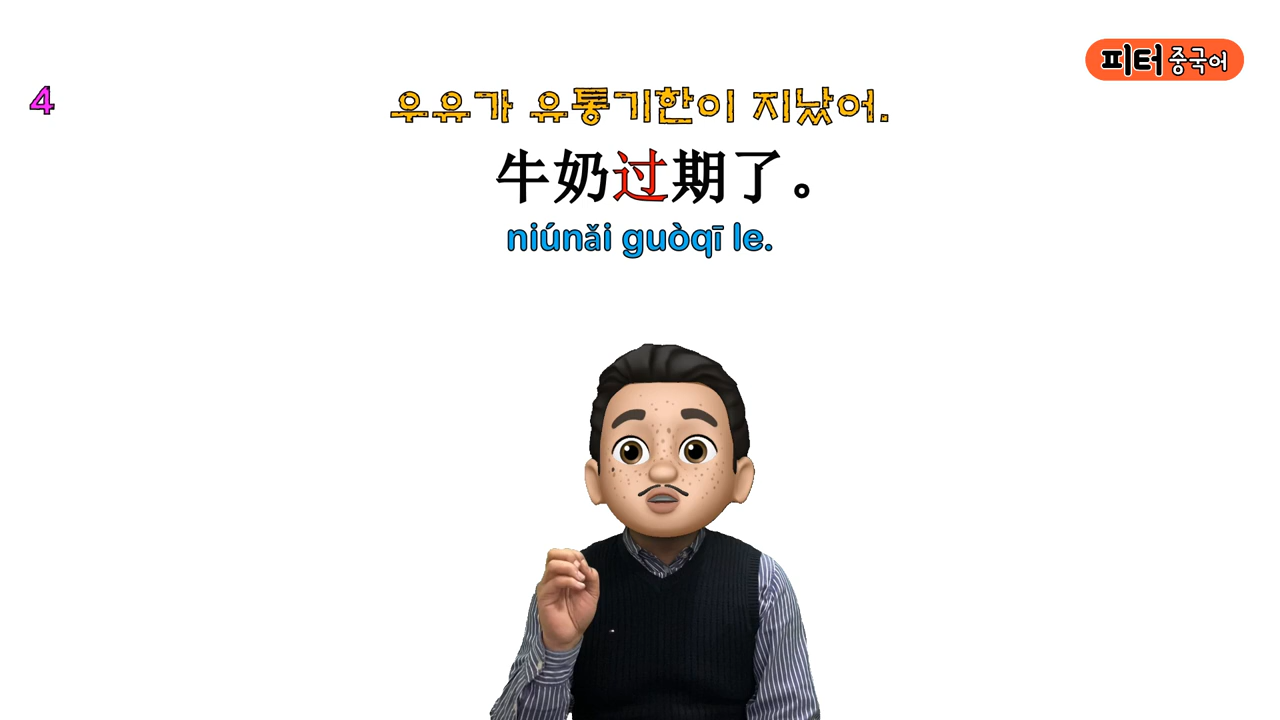 피터 중국어
4
우유가 유통기한이 지났어.
牛奶过期了。
niúnǎi guòqī le.